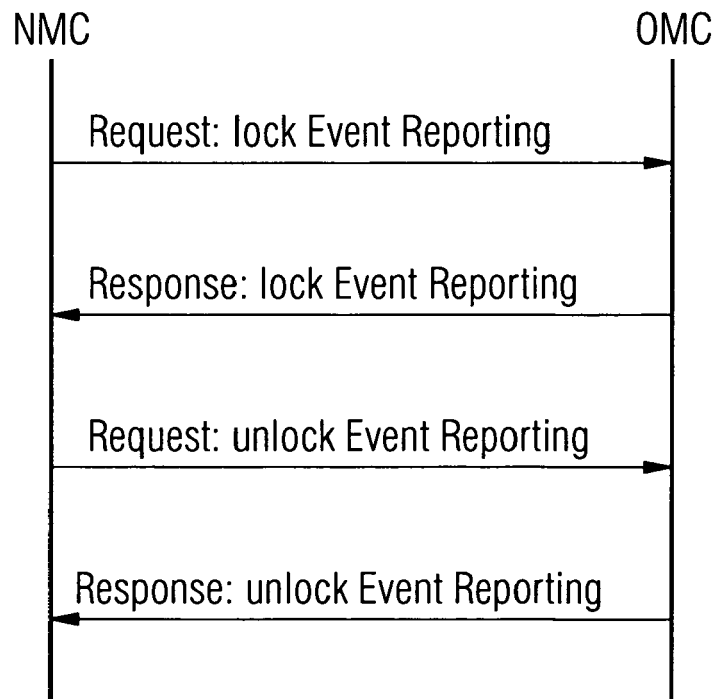 NMC
OMC
Request: lock Event Reporting
Response: lock Event Reporting
Request: unlock Event Reporting
Response: unlock Event Reporting